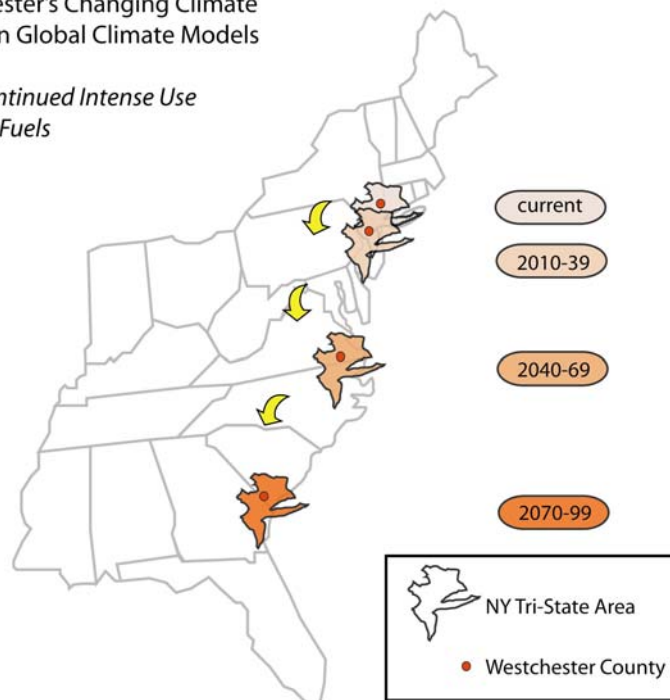 ester's Changing Climate
n Global Climate Models
ntinued Intense Use
Fuels
current
2010-39
2040-69
2070-99
NY Tri-State Area
Westchester County